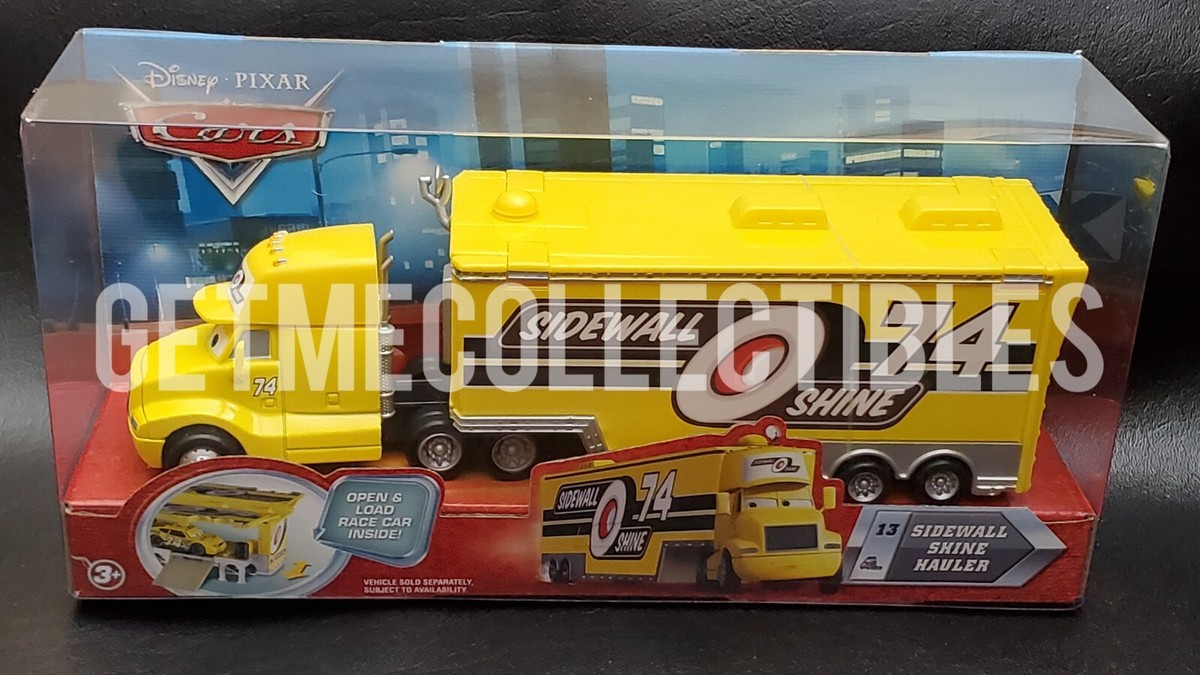 Disney · PIXAR
Cars
GETMECOLLECTIBLES
SIDEWALL
SHINE
74
74
SIDEWALL
SHINE
74
OPEN &
LOAD
RACE CAR
INSIDE!
3+
VEHICLE SOLD SEPARATELY,
SUBJECT TO AVAILABILITY.
13
SIDEWALL
SHINE
HAULER